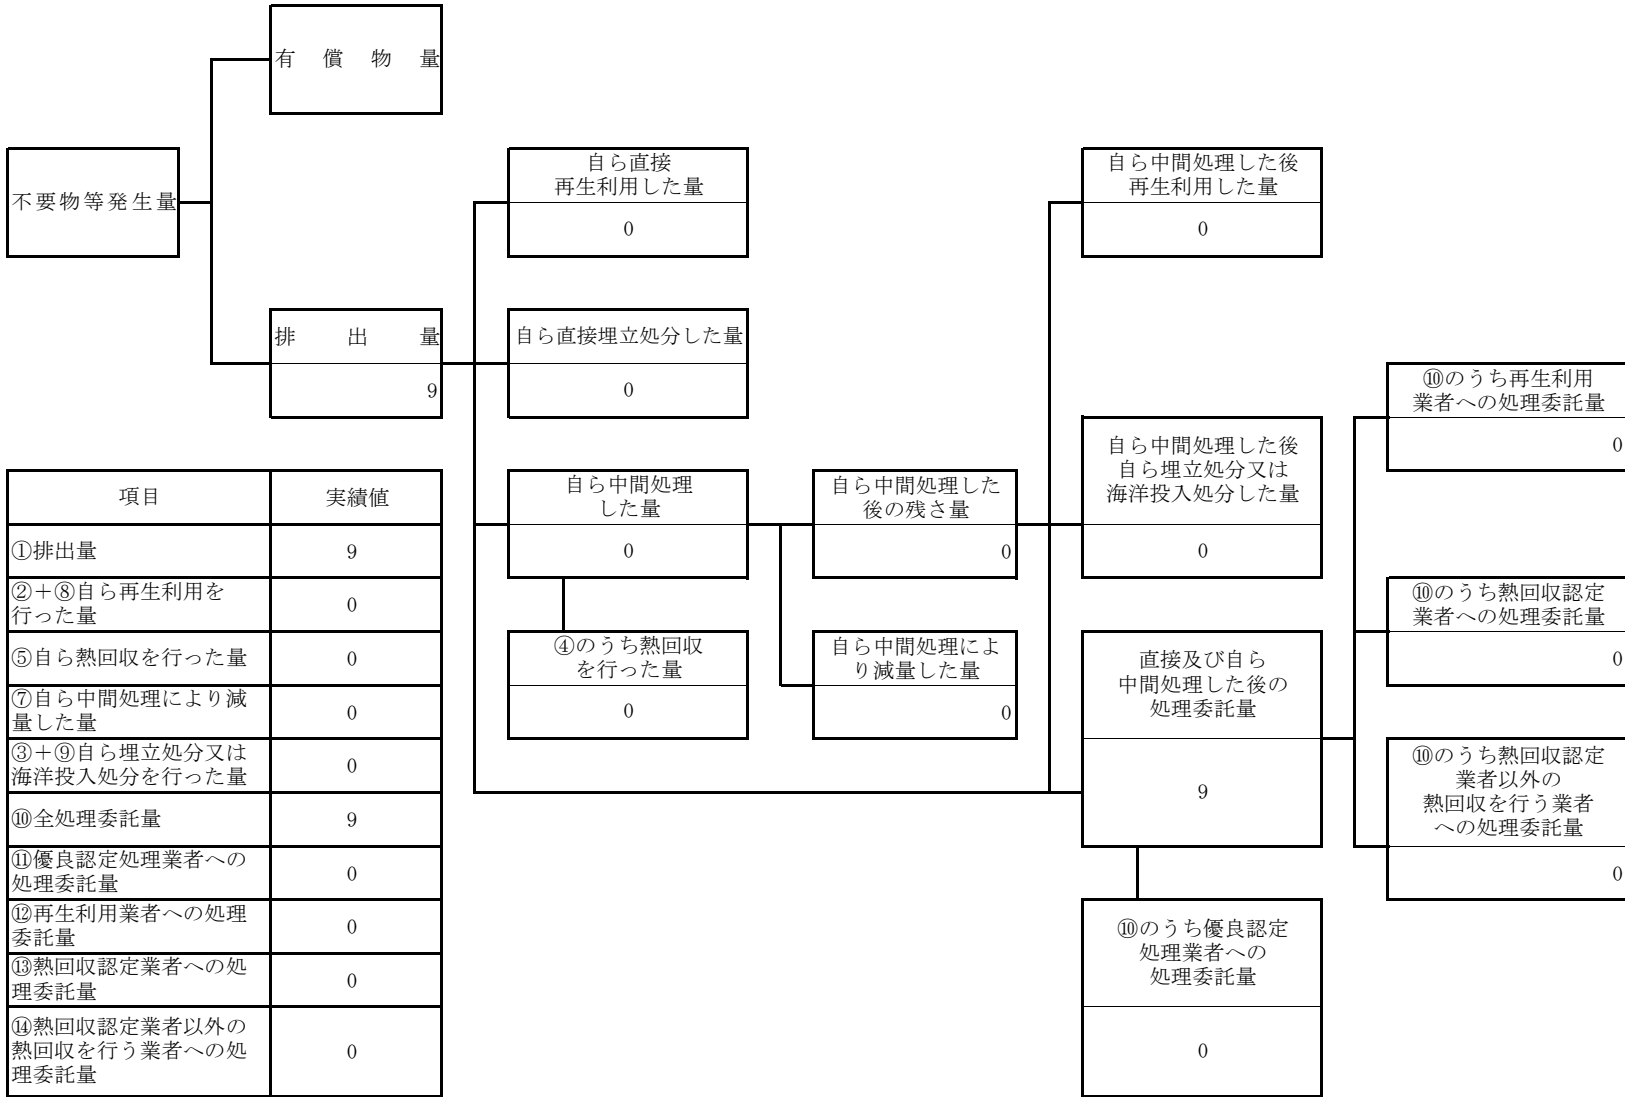 有償物量
不要物等発生量
排出量
9
自ら直接
再生利用した量
0
自ら直接埋立処分した量
0
自ら中間処理
した量
0
④のうち熱回収
を行った量
0
自ら中間処理した
後の残さ量
0
自ら中間処理によ
り減量した量
0
自ら中間処理した後
再生利用した量
0
自ら中間処理した後
自ら埋立処分又は
海洋投入処分した量
0
直接及び自ら
中間処理した後の
処理委託量
9
⑩のうち優良認定
処理業者への
処理委託量
0
⑩のうち再生利用
業者への処理委託量
0
⑩のうち熱回収認定
業者への処理委託量
0
⑩のうち熱回収認定
業者以外の
熱回収を行う業者
への処理委託量
0
項目 実績値
①排出量 9
②＋⑧自ら再生利用を
行った量 0
⑤自ら熱回収を行った量 0
⑦自ら中間処理により減
量した量 0
③＋⑨自ら埋立処分又は
海洋投入処分を行った量 0
⑩全処理委託量 9
⑪優良認定処理業者への
処理委託量 0
⑫再生利用業者への処理
委託量 0
⑬熱回収認定業者への処
理委託量 0
⑭熱回収認定業者以外の
熱回収を行う業者への処 0
理委託量